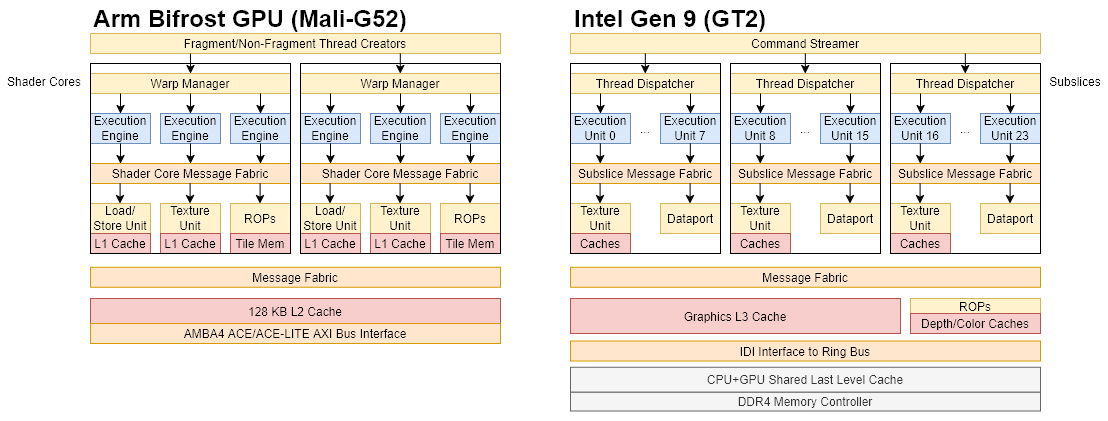 Arm Bifrost GPU (Mali-G52)
Fragment/Non-Fragment Thread Creators
Shader Cores
Warp Manager
Warp Manager
Execution
Engine
Execution
Engine
Execution
Engine
Execution
Engine
Execution
Engine
Execution
Engine
Shader Core Message Fabric
Shader Core Message Fabric
Load/
Store Unit
Texture
Unit
ROPs
Load/
Store Unit
Texture
Unit
ROPs
L1 Cache
L1 Cache
Tile Mem
L1 Cache
L1 Cache
Tile Mem
Message Fabric
128 KB L2 Cache
AMBA4 ACE/ACE-LITE AXI Bus Interface
Intel Gen 9 (GT2)
Command Streamer
Thread Dispatcher
Thread Dispatcher
Thread Dispatcher
Subslices
Execution
Unit 0
...
Execution
Unit 7
Execution
Unit 8
...
Execution
Unit 15
Execution
Unit 16
...
Execution
Unit 23
Subslice Message Fabric
Subslice Message Fabric
Subslice Message Fabric
Texture
Unit
Dataport
Texture
Unit
Dataport
Texture
Unit
Dataport
Caches
Caches
Caches
Message Fabric
Graphics L3 Cache
ROPs
Depth/Color Caches
IDI Interface to Ring Bus
CPU+GPU Shared Last Level Cache
DDR4 Memory Controller